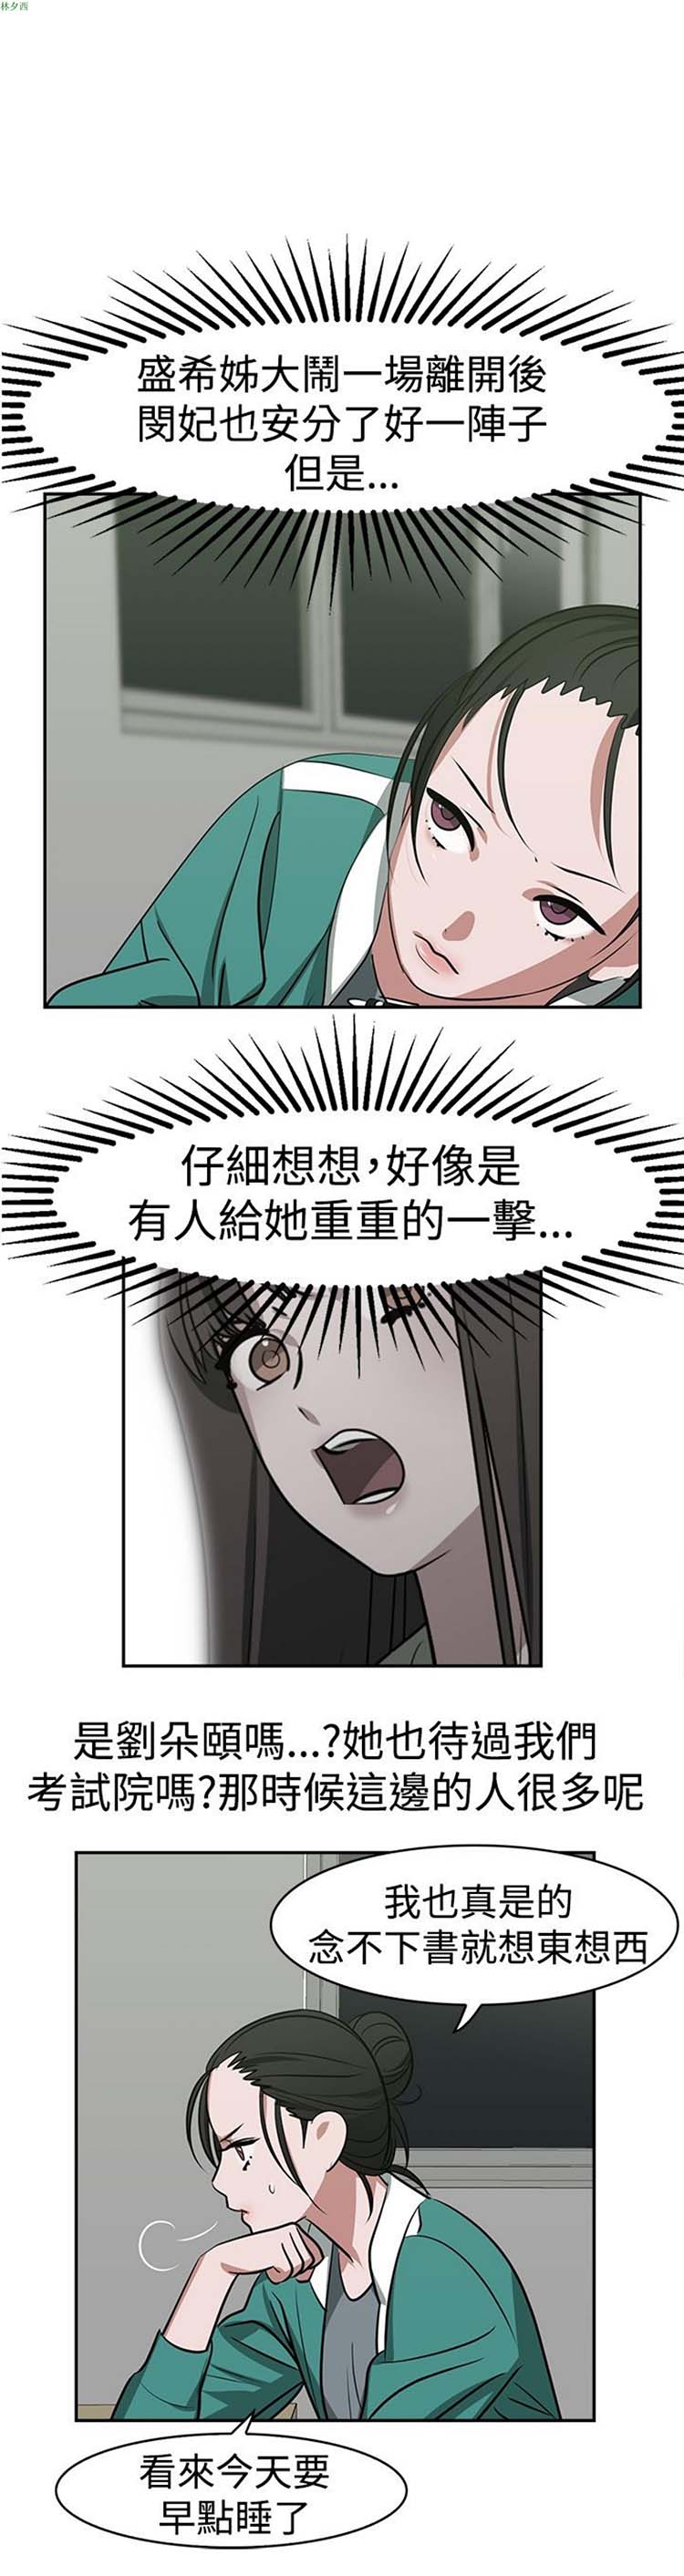 林夕西
盛希姊大鬧一場離開後
閔妃也安分了好一陣子
但是...
仔細想想，好像是
有人給她重重的一擊...
是劉朵頤嗎...?她也待過我們
考試院嗎?那時候這邊的人很多呢
我也真是的
念不下書就想東想西
看來今天要
早點睡了